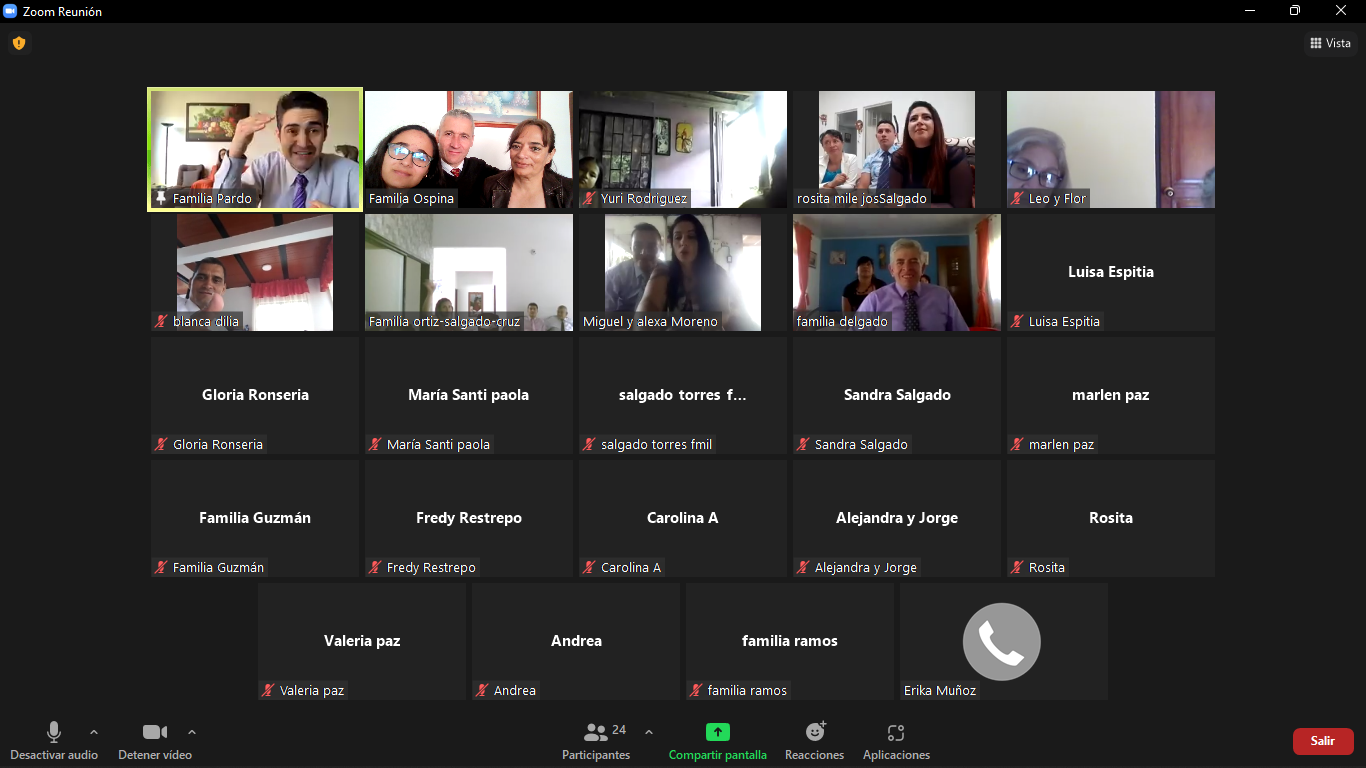 Zoom Reunión
Vista
Familia Pardo
Familia Ospina
Yuri Rodriguez
rosita mile josSalgado
Leo y Flor
blanca dilia
Familia ortiz-salgado-cruz
Miguel y alexa Moreno
familia delgado
Luisa Espitia
Luisa Espitia
Gloria Ronseria
María Santi paola
salgado torres f...
Sandra Salgado
marlen paz
Gloria Ronseria
María Santi paola
salgado torres fmil
Sandra Salgado
marlen paz
Familia Guzmán
Fredy Restrepo
Carolina A
Alejandra y Jorge
Rosita
Familia Guzmán
Fredy Restrepo
Carolina A
Alejandra y Jorge
Rosita
Valeria paz
Andrea
familia ramos
Valeria paz
Andrea
familia ramos
Erika Muñoz
24
Desactivar audio
Detener vídeo
Participantes
Compartir pantalla
Reacciones
Aplicaciones
Salir